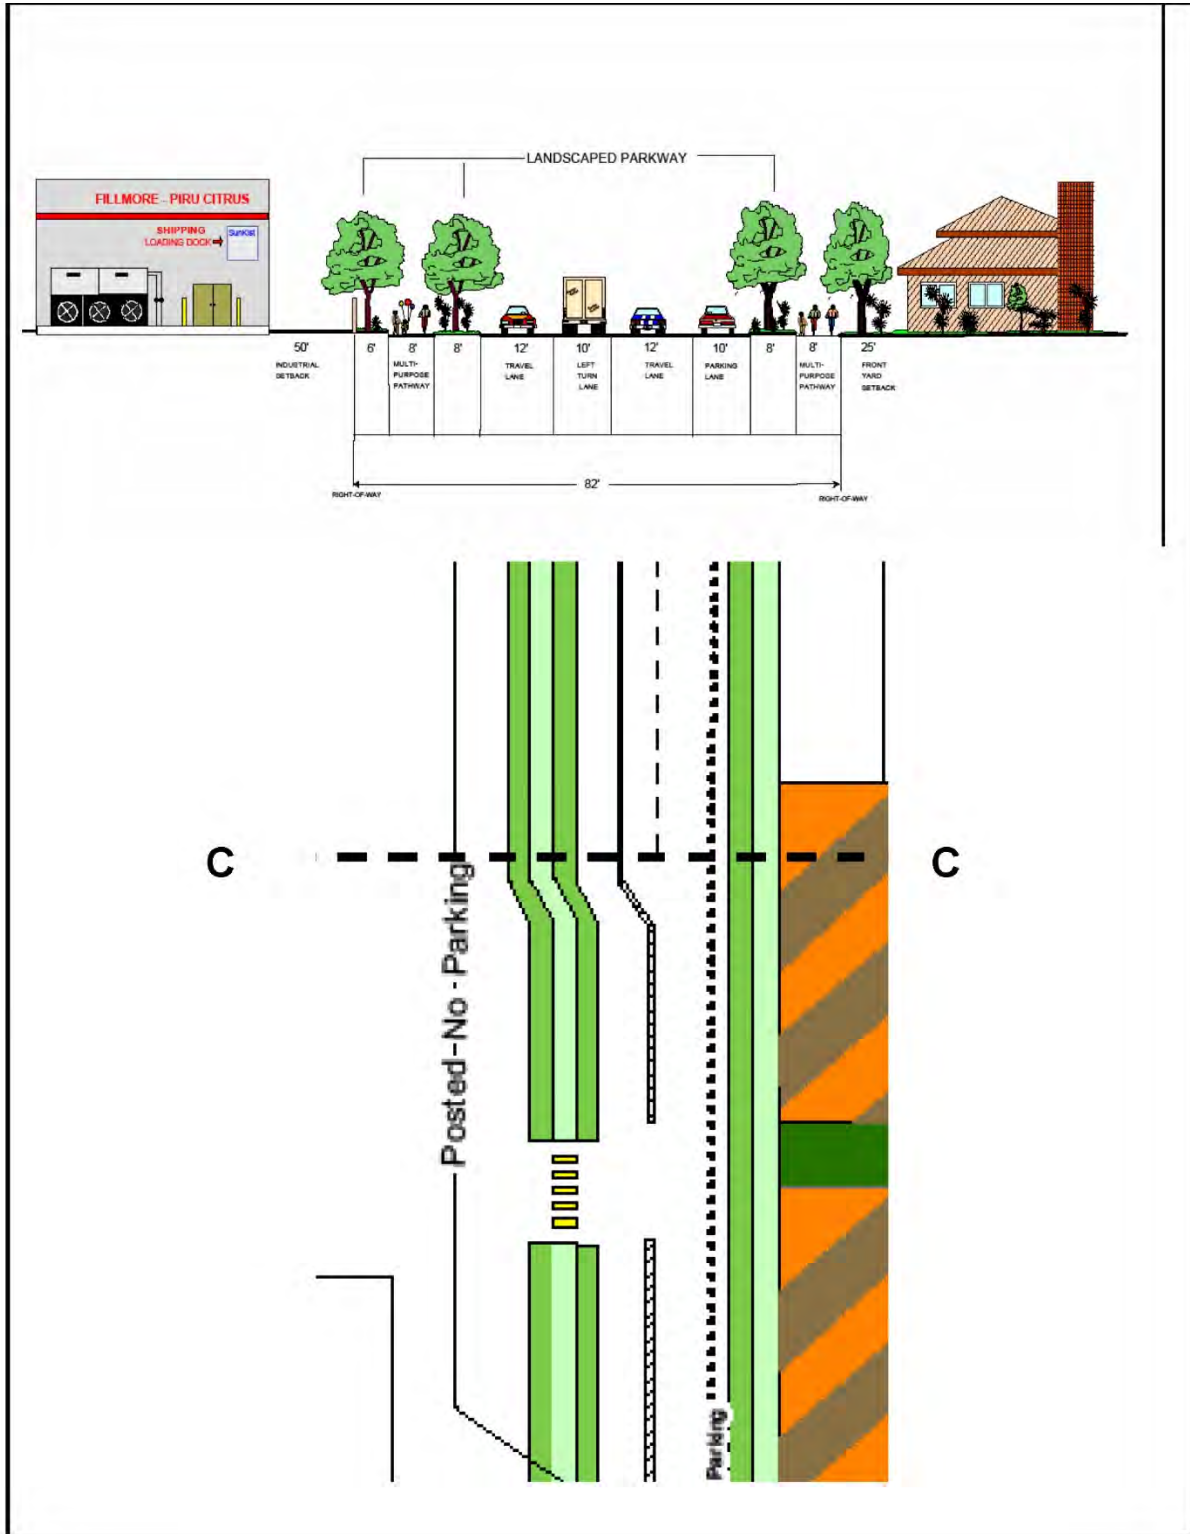 LANDSCAPED PARKWAY
FILLMORE - PIRU CITRUS
SHIPPING
LOADING DOCK
SunKist
50' 6' 8' 8' 12' 10' 12' 10' 8' 8' 25'
INDUSTRIAL
SETBACK
MULTI-
PURPOSE
PATHWAY
TRAVEL
LANE
LEFT
TURN
LANE
TRAVEL
LANE
PARKING
LANE
MULTI-
PURPOSE
PATHWAY
FRONT
YARD
SETBACK
82'
RIGHT-OF-WAY RIGHT-OF-WAY
C C
Posted-No-Parking
Parking